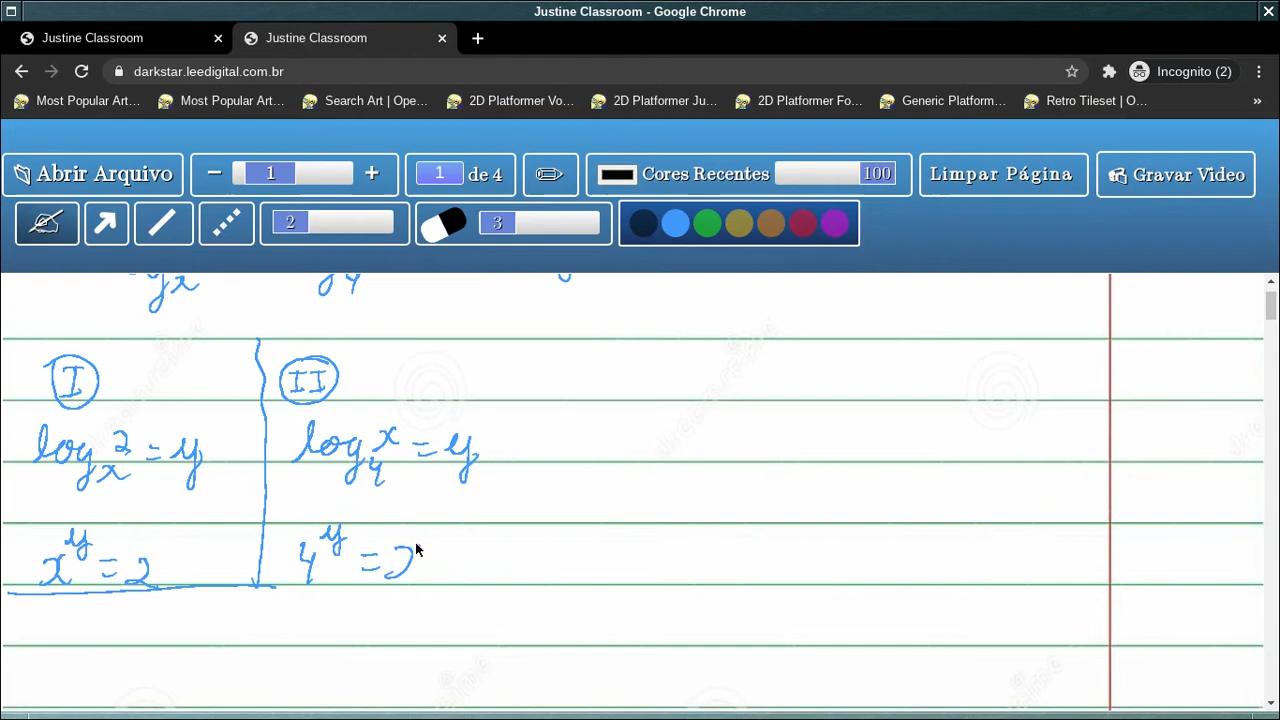 Justine Classroom - Google Chrome
Justine Classroom
Justine Classroom
darkstar.leedigital.com.br
Incognito (2)
Most Popular Art...
Most Popular Art...
Search Art | Ope...
2D Platformer Vo...
2D Platformer Ju...
2D Platformer Fo...
Generic Platform...
Retro Tileset | O...
Abrir Arquivo
− 1 +
1 de 4
Cores Recentes 100
Limpar Página
Gravar Video
2
3
I
II
log_x 2 = y
log_4 x = y
x^y = 2
4^y =